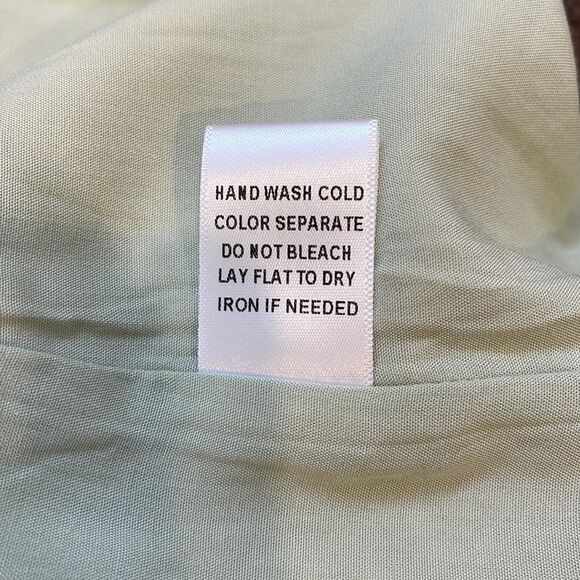 HAND WASH COLD
COLOR SEPARATE
DO NOT BLEACH
LAY FLAT TO DRY
IRON IF NEEDED